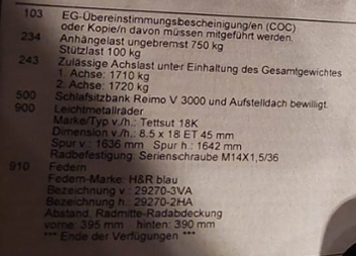 103 EG-Übereinstimmungsbescheinigung/en (COC)
oder Kopie/n davon müssen mitgeführt werden.
234 Anhängelast ungebremst 750 kg
Stützlast 100 kg
243 Zulässige Achslast unter Einhaltung des Gesamtgewichtes
1. Achse: 1710 kg
2. Achse: 1720 kg
500 Schlafsitzbank Reimo V 3000 und Aufstelldach bewilligt.
900 Leichtmetallräder
Marke/Typ v./h.: Tettsut 18K
Dimension v./h.: 8.5 x 18 ET 45 mm
Spur v : 1636 mm Spur h : 1642 mm
Radbefestigung: Serienschraube M14X1,5/36
910 Federn
Federn-Marke: H&R blau
Bezeichnung v.: 29270-3VA
Bezeichnung h.: 29270-2HA
Abstand. Radmitte-Radabdeckung
vorne: 395 mm hinten: 390 mm
*** Ende der Verfügungen ***